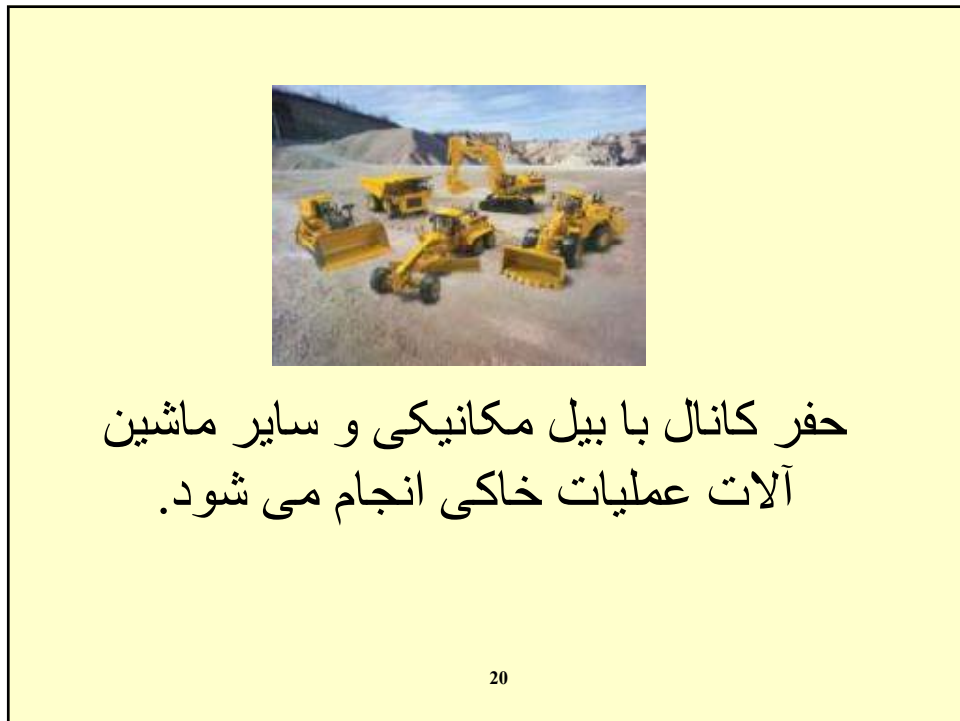 حفر کانال با بیل مکانیکی و سایر ماشین
آلات عملیات خاکی انجام می شود.
20